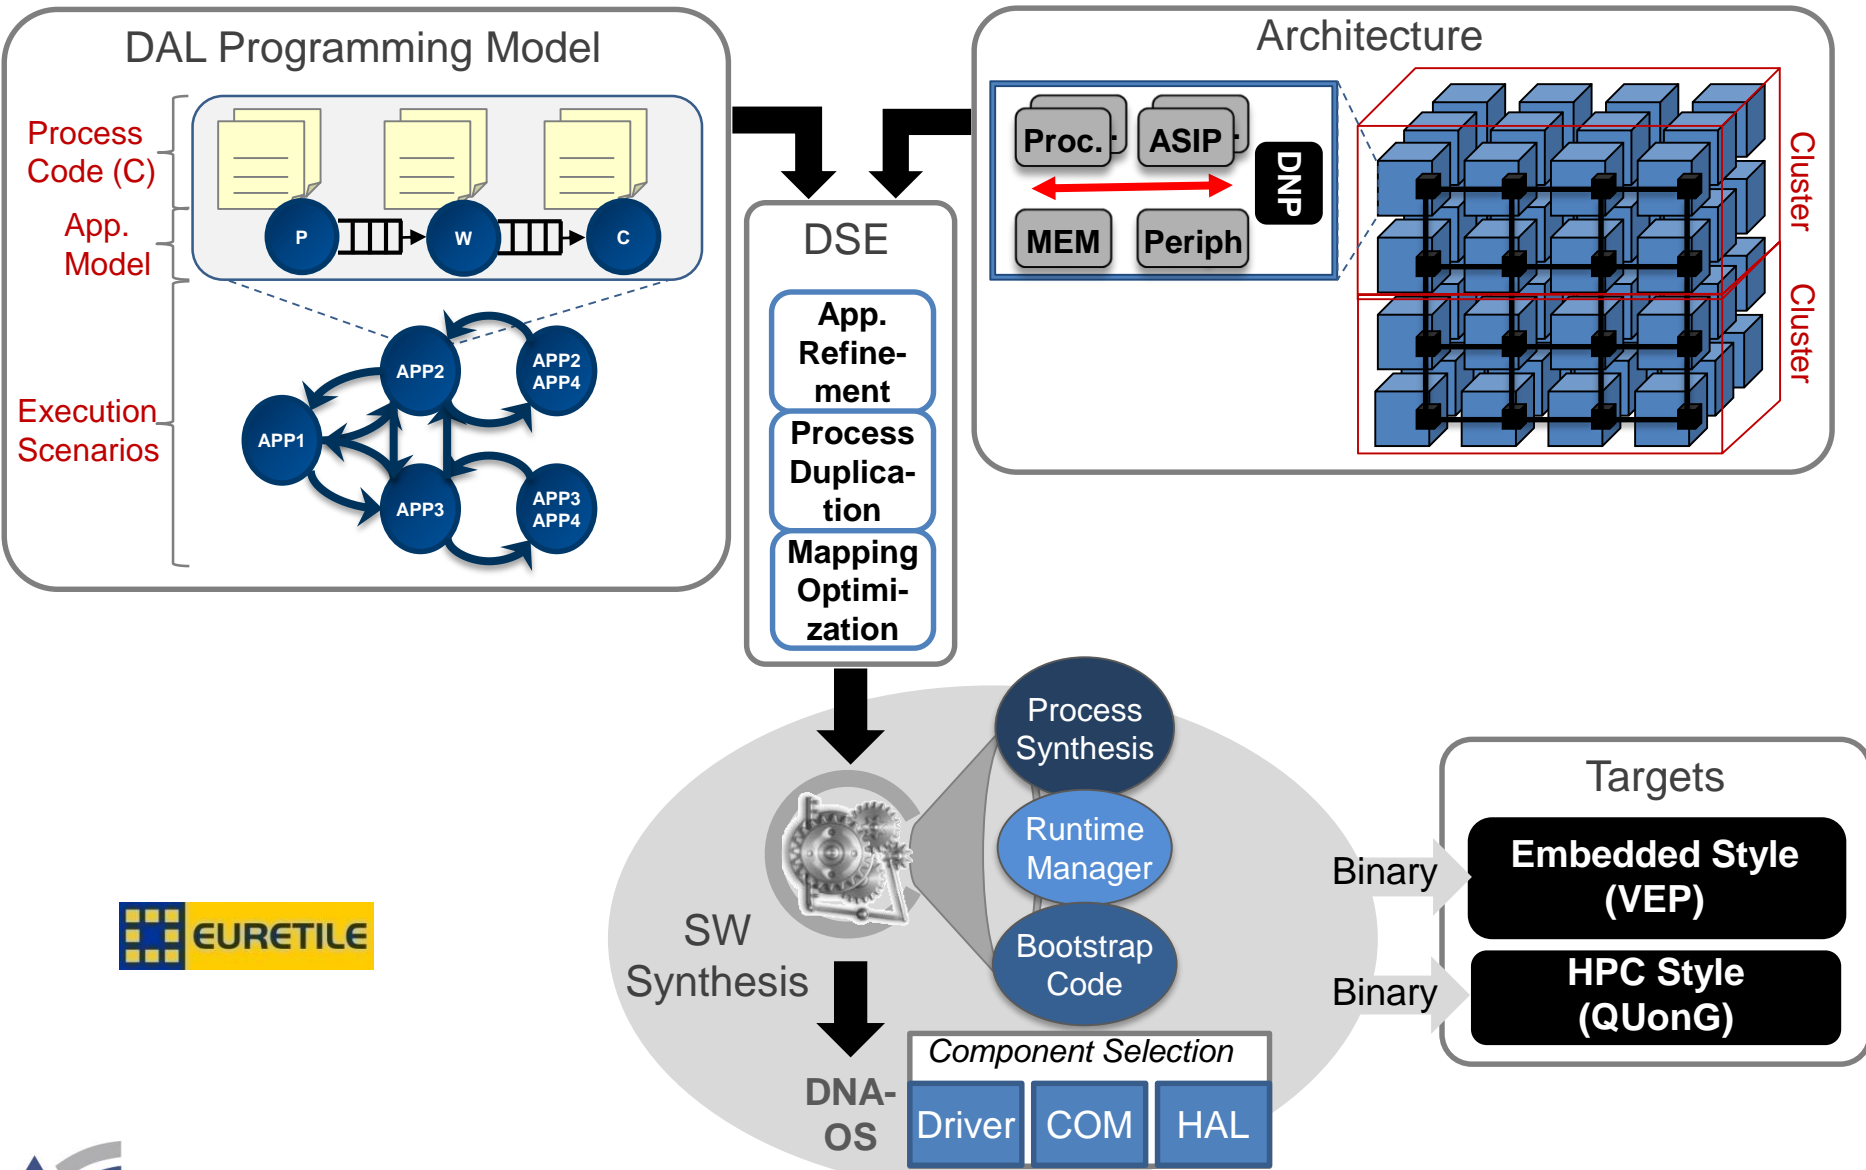 DAL Programming Model
Process
Code (C)
App.
Model
P
W
C
Execution
Scenarios
APP1
APP2
APP2
APP4
APP3
APP3
APP4
DSE
App.
Refine-
ment
Process
Duplica-
tion
Mapping
Optimi-
zation
Architecture
Proc.
ASIP
DNP
MEM
Periph
Cluster
Cluster
SW
Synthesis
Process
Synthesis
Runtime
Manager
Bootstrap
Code
DNA-
OS
Component Selection
Driver
COM
HAL
Binary
Binary
Targets
Embedded Style
(VEP)
HPC Style
(QUonG)
EURETILE